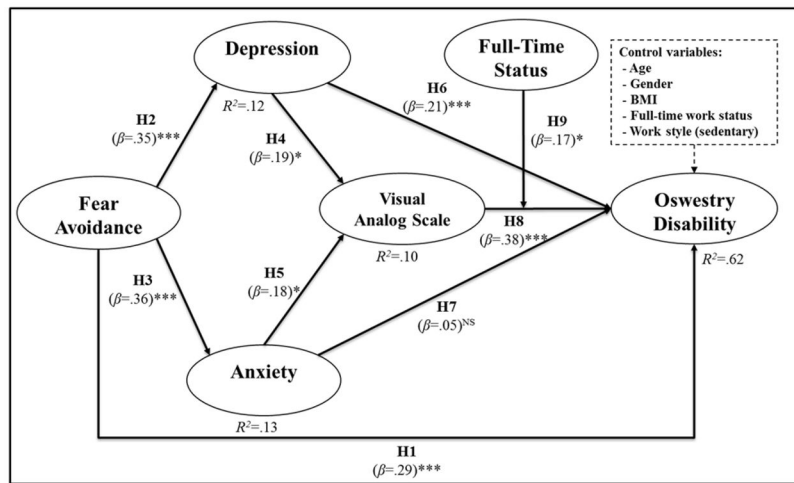 Depression
R²=.12
Full-Time
Status
Control variables:
- Age
- Gender
- BMI
- Full-time work status
- Work style (sedentary)
H2
(β=.35)***
H4
(β=.19)*
H6
(β=.21)***
H9
(β=.17)*
Fear
Avoidance
Visual
Analog Scale
R²=.10
Oswestry
Disability
R²=.62
H8
(β=.38)***
H3
(β=.36)***
H5
(β=.18)*
H7
(β=.05)ᴺˢ
Anxiety
R²=.13
H1
(β=.29)***